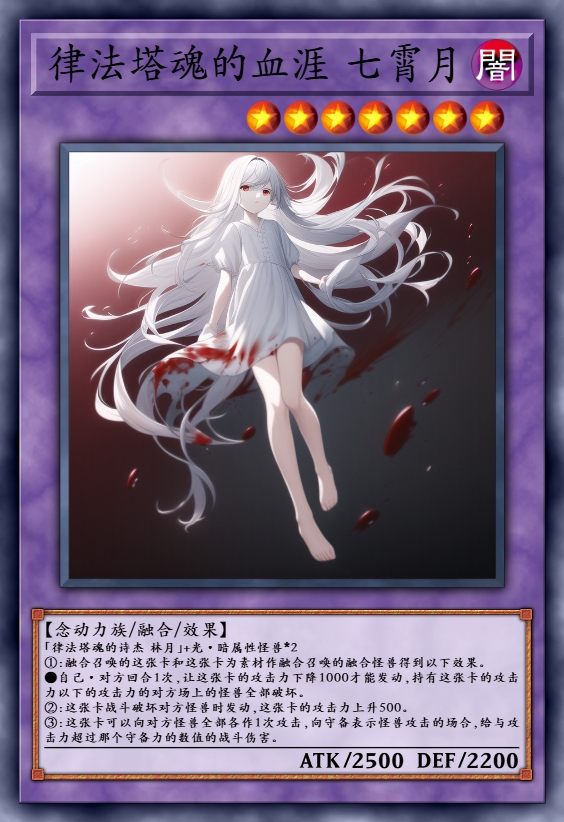 律法塔魂的血涯 七霄月
闇
【念动力族/融合/效果】
「律法塔魂的诗杰 林月」+光·暗属性怪兽*2
①:融合召唤的这张卡和这张卡为素材作融合召唤的融合怪兽得到以下效果。
●自己·对方回合1次,让这张卡的攻击力下降1000才能发动,持有这张卡的攻击
力以下的攻击力的对方场上的怪兽全部破坏。
②:这张卡战斗破坏对方怪兽时发动,这张卡的攻击力上升500。
③:这张卡可以向对方怪兽全部各作1次攻击,向守备表示怪兽攻击的场合,给与攻
击力超过那个守备力的数值的战斗伤害。
ATK/2500 DEF/2200